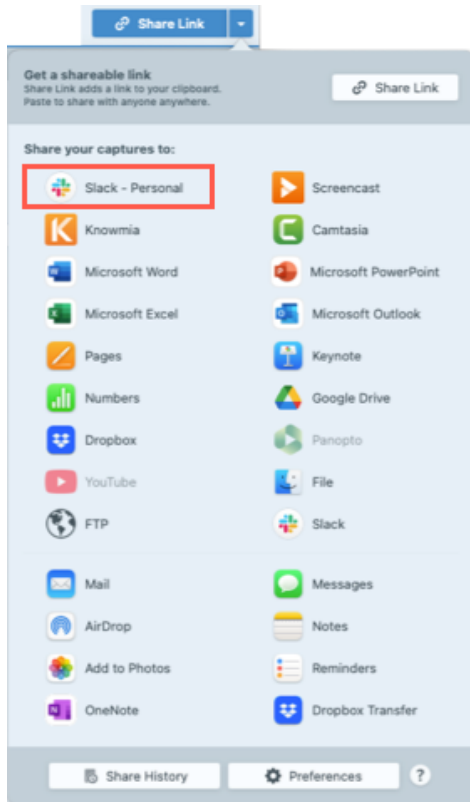 Share Link
Get a shareable link
Share Link adds a link to your clipboard.
Paste to share with anyone anywhere.
Share Link
Share your captures to:
Slack - Personal
Screencast
Knowmia
Camtasia
Microsoft Word
Microsoft PowerPoint
Microsoft Excel
Microsoft Outlook
Pages
Keynote
Numbers
Google Drive
Dropbox
Panopto
YouTube
File
FTP
Slack
Mail
Messages
AirDrop
Notes
Add to Photos
Reminders
OneNote
Dropbox Transfer
Share History
Preferences
?